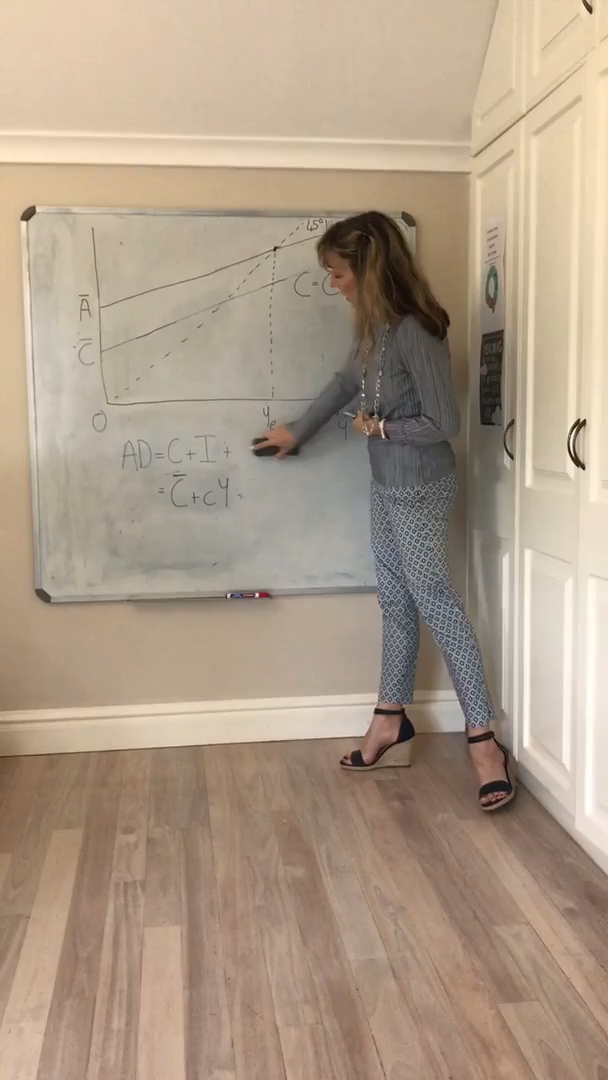 45°
Ā
C = C
C̄
0
Ye
Y
AD = C + I +
= C̄ + cY